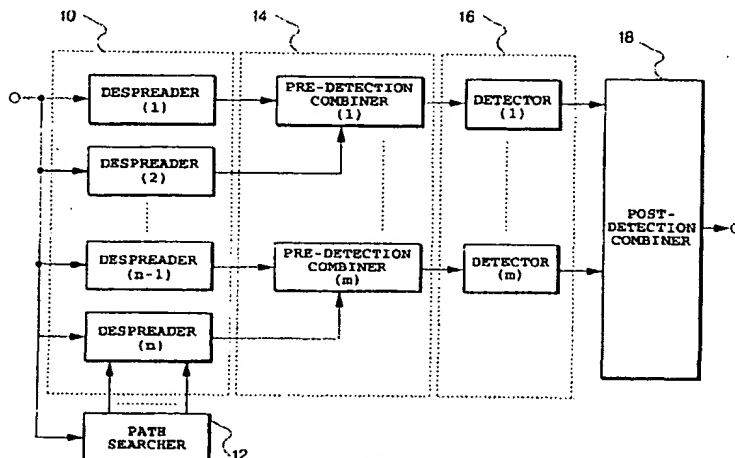 10
14
16
18
DESPREADER
(1)
PRE-DETECTION
COMBINER
(1)
DETECTOR
(1)
DESPREADER
(2)
POST-
DETECTION
COMBINER
DESPREADER
(n-1)
PRE-DETECTION
COMBINER
(m)
DETECTOR
(m)
DESPREADER
(n)
PATH
SEARCHER
12